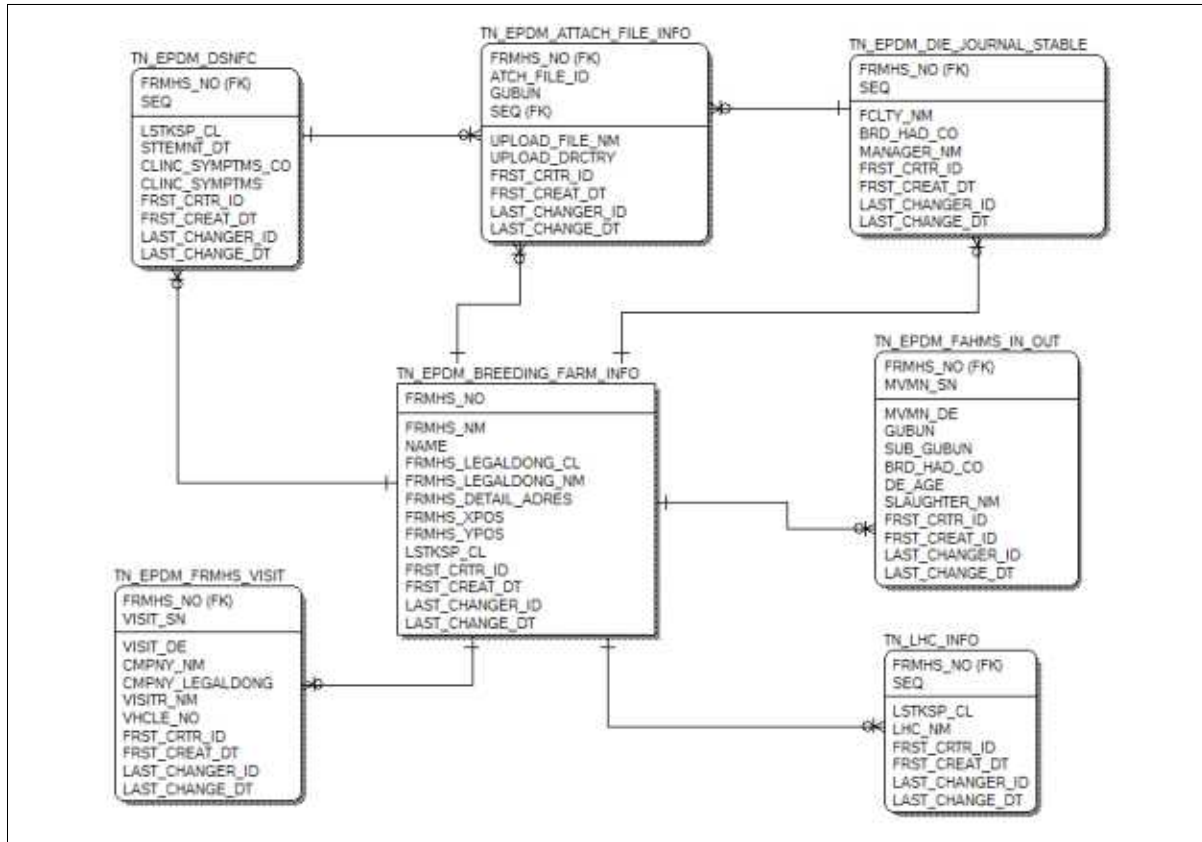 TN_EPDM_DSNFC
FRMHS_NO (FK)
SEQ
LSTKSP_CL
STTEMNT_DT
CLINC_SYMPTMS_CO
CLINC_SYMPTMS
FRST_CRTR_ID
FRST_CREAT_DT
LAST_CHANGER_ID
LAST_CHANGE_DT
TN_EPDM_ATTACH_FILE_INFO
FRMHS_NO (FK)
ATCH_FILE_ID
GUBUN
SEQ (FK)
UPLOAD_FILE_NM
UPLOAD_DRCTRY
FRST_CRTR_ID
FRST_CREAT_DT
LAST_CHANGER_ID
LAST_CHANGE_DT
TN_EPDM_DIE_JOURNAL_STABLE
FRMHS_NO (FK)
SEQ
FCLTY_NM
BRD_HAD_CO
MANAGER_NM
FRST_CRTR_ID
FRST_CREAT_DT
LAST_CHANGER_ID
LAST_CHANGE_DT
TN_EPDM_BREEDING_FARM_INFO
FRMHS_NO
FRMHS_NM
NAME
FRMHS_LEGALDONG_CL
FRMHS_LEGALDONG_NM
FRMHS_DETAIL_ADRES
FRMHS_XPOS
FRMHS_YPOS
LSTKSP_CL
FRST_CRTR_ID
FRST_CREAT_DT
LAST_CHANGER_ID
LAST_CHANGE_DT
TN_EPDM_FAHMS_IN_OUT
FRMHS_NO (FK)
MVMN_SN
MVMN_DE
GUBUN
SUB_GUBUN
BRD_HAD_CO
DE_AGE
SLAUGHTER_NM
FRST_CRTR_ID
FRST_CREAT_ID
LAST_CHANGER_ID
LAST_CHANGE_DT
TN_EPDM_FRMHS_VISIT
FRMHS_NO (FK)
VISIT_SN
VISIT_DE
CMPNY_NM
CMPNY_LEGALDONG
VISITR_NM
VHCLE_NO
FRST_CRTR_ID
FRST_CREAT_DT
LAST_CHANGER_ID
LAST_CHANGE_DT
TN_LHC_INFO
FRMHS_NO (FK)
SEQ
LSTKSP_CL
LHC_NM
FRST_CRTR_ID
FRST_CREAT_DT
LAST_CHANGER_ID
LAST_CHANGE_DT